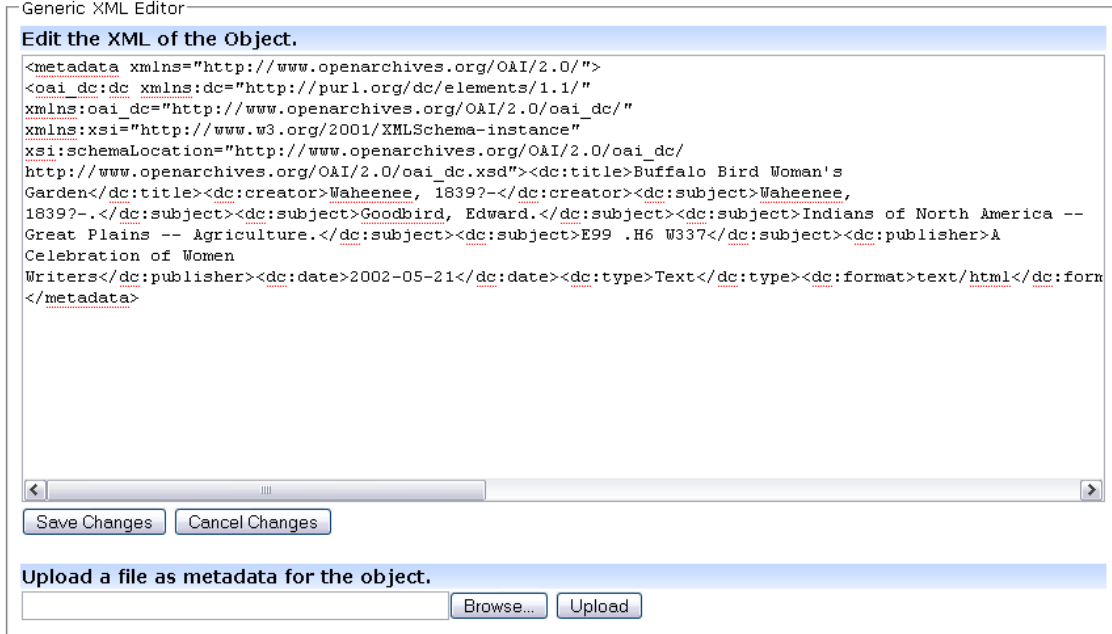 Generic XML Editor
Edit the XML of the Object.
<metadata xmlns="http://www.openarchives.org/OAI/2.0/">
<oai_dc:dc xmlns:dc="http://purl.org/dc/elements/1.1/"
xmlns:oai_dc="http://www.openarchives.org/OAI/2.0/oai_dc/"
xmlns:xsi="http://www.w3.org/2001/XMLSchema-instance"
xsi:schemaLocation="http://www.openarchives.org/OAI/2.0/oai_dc/
http://www.openarchives.org/OAI/2.0/oai_dc.xsd"><dc:title>Buffalo Bird Woman's
Garden</dc:title><dc:creator>Waheenee, 1839?-</dc:creator><dc:subject>Waheenee,
1839?-.</dc:subject><dc:subject>Goodbird, Edward.</dc:subject><dc:subject>Indians of North America --
Great Plains -- Agriculture.</dc:subject><dc:subject>E99 .H6 W337</dc:subject><dc:publisher>A
Celebration of Women
Writers</dc:publisher><dc:date>2002-05-21</dc:date><dc:type>Text</dc:type><dc:format>text/html</dc:form
</metadata>
Save Changes Cancel Changes
Upload a file as metadata for the object.
Browse... Upload